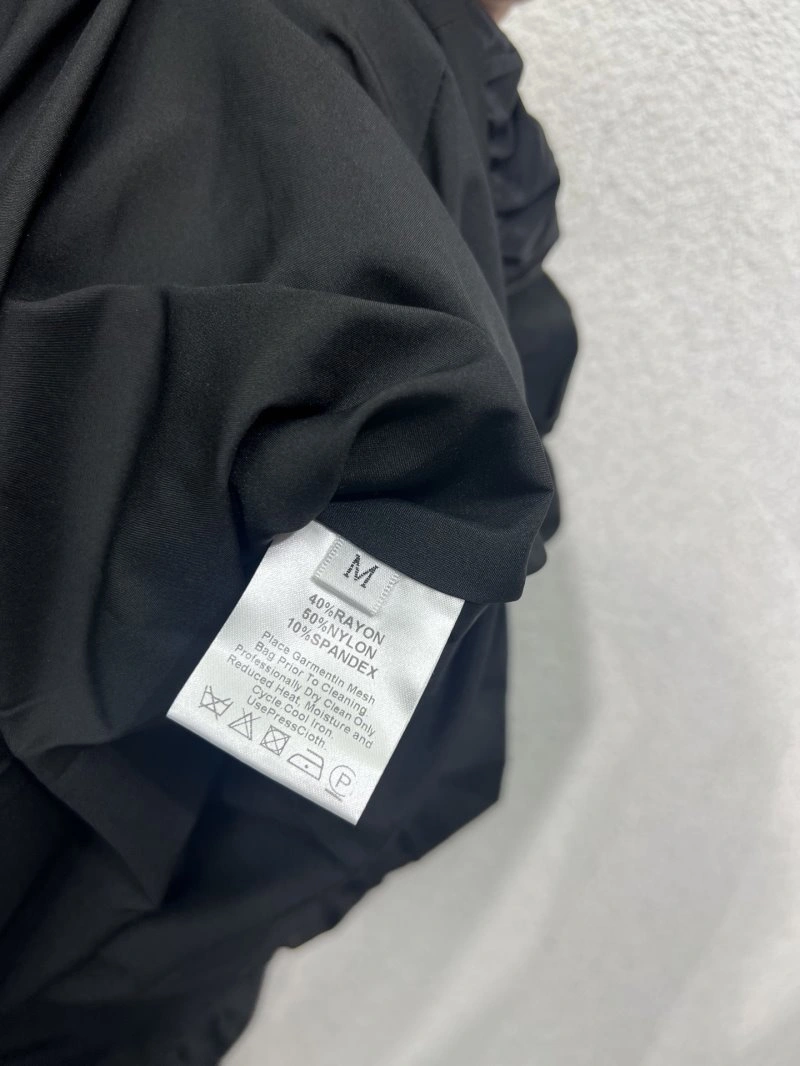 M
40%RAYON
50%NYLON
10%SPANDEX
Place Garmentin Mesh
Bag Prior To Cleaning,
Professionally Dry Clean Only
Reduced Heat, Moisture and
Cycle.Cool Iron.
UsePressCloth.
P